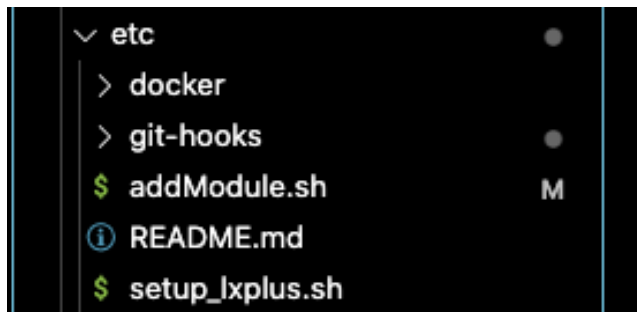 etc
docker
git-hooks
$ addModule.sh M
README.md
$ setup_lxplus.sh